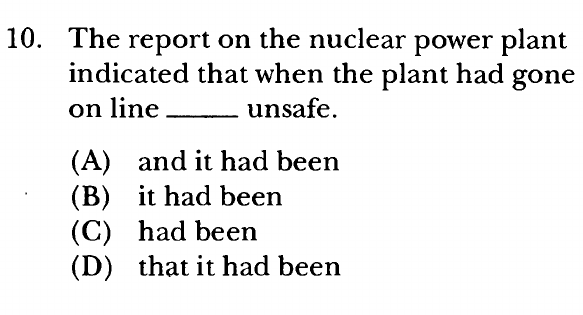 10. The report on the nuclear power plant
indicated that when the plant had gone
on line _____ unsafe.
(A) and it had been
(B) it had been
(C) had been
(D) that it had been